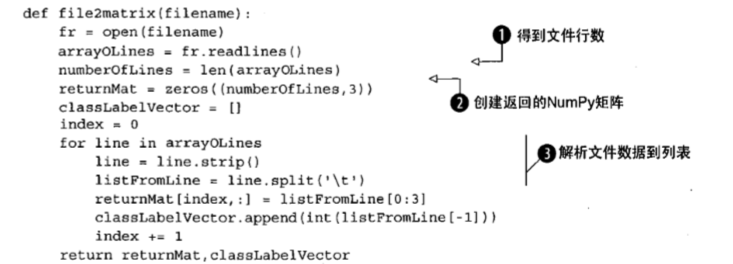 def file2matrix(filename):
fr = open(filename)
❶ 得到文件行数
arrayOLines = fr.readlines()
numberOfLines = len(arrayOLines)
returnMat = zeros((numberOfLines,3))
❷ 创建返回的NumPy矩阵
classLabelVector = []
index = 0
for line in arrayOLines
❸ 解析文件数据到列表
line = line.strip()
listFromLine = line.split('\t')
returnMat[index,:] = listFromLine[0:3]
classLabelVector.append(int(listFromLine[-1]))
index += 1
return returnMat,classLabelVector